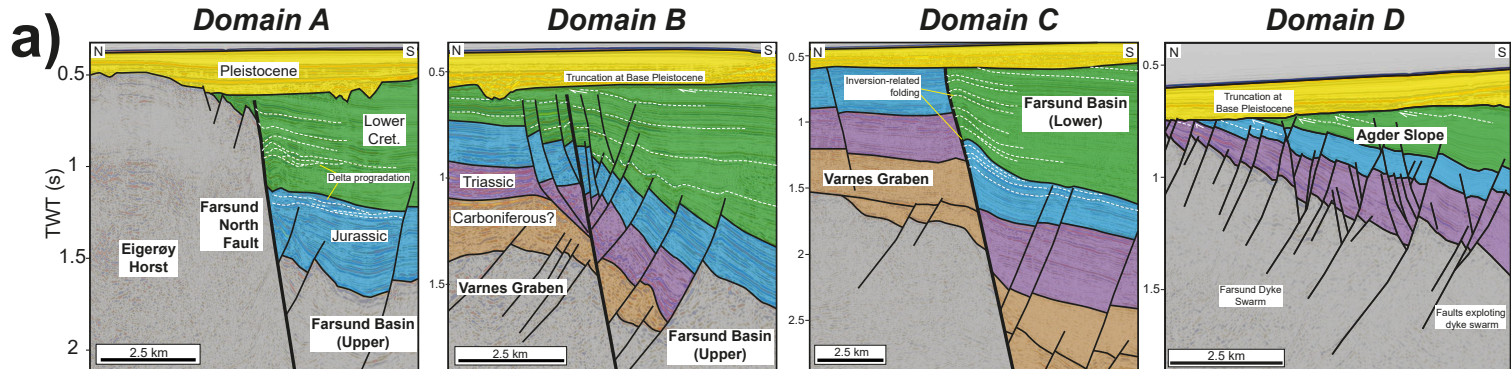 a)
Domain A
Domain B
Domain C
Domain D
TWT (s)
N
S
0.5
1
1.5
2
Pleistocene
Lower
Cret.
Delta progradation
Farsund
North
Fault
Jurassic
Eigerøy
Horst
Farsund Basin
(Upper)
2.5 km
N
S
0.5
1
1.5
Truncation at Base Pleistocene
Triassic
Carboniferous?
Varnes Graben
Farsund Basin
(Upper)
2.5 km
N
S
0.5
1
1.5
2
2.5
Inversion-related
folding
Farsund Basin
(Lower)
Varnes Graben
2.5 km
N
S
0.5
1
1.5
Truncation at
Base Pleistocene
Agder Slope
Farsund Dyke
Swarm
Faults exploting
dyke swarm
2.5 km